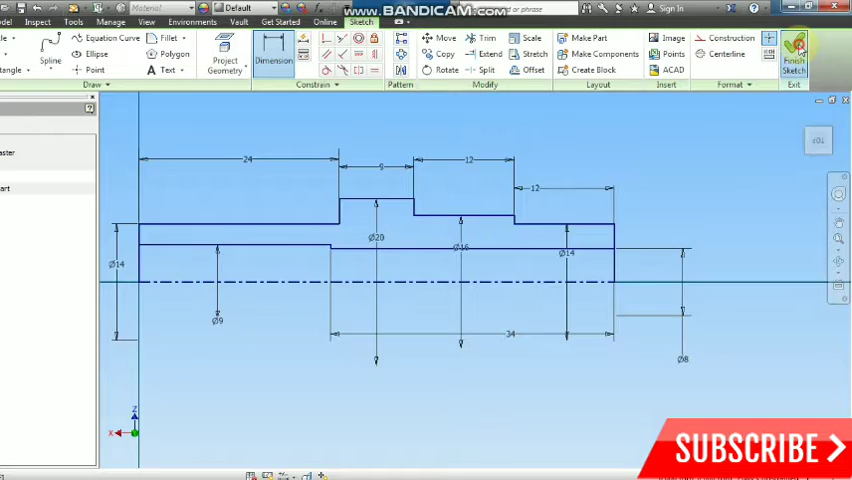 Material
Default
www.BANDICAM.com
Sign In
Inspect Tools Manage View Environments Vault Get Started Online Sketch
Equation Curve Fillet
Ellipse Polygon
Point Text
Spline
Project
Geometry
Dimension
Move Trim Scale
Copy Extend Stretch
Rotate Split Offset
Make Part
Make Components
Create Block
Image
Points
ACAD
Construction
Centerline
Finish
Sketch
Draw Constrain Pattern Modify Layout Insert Format Exit
24
12
12
Ø20
Ø16
Ø14
Ø14
Ø9
34
Ø8
Z
X
SUBSCRIBE